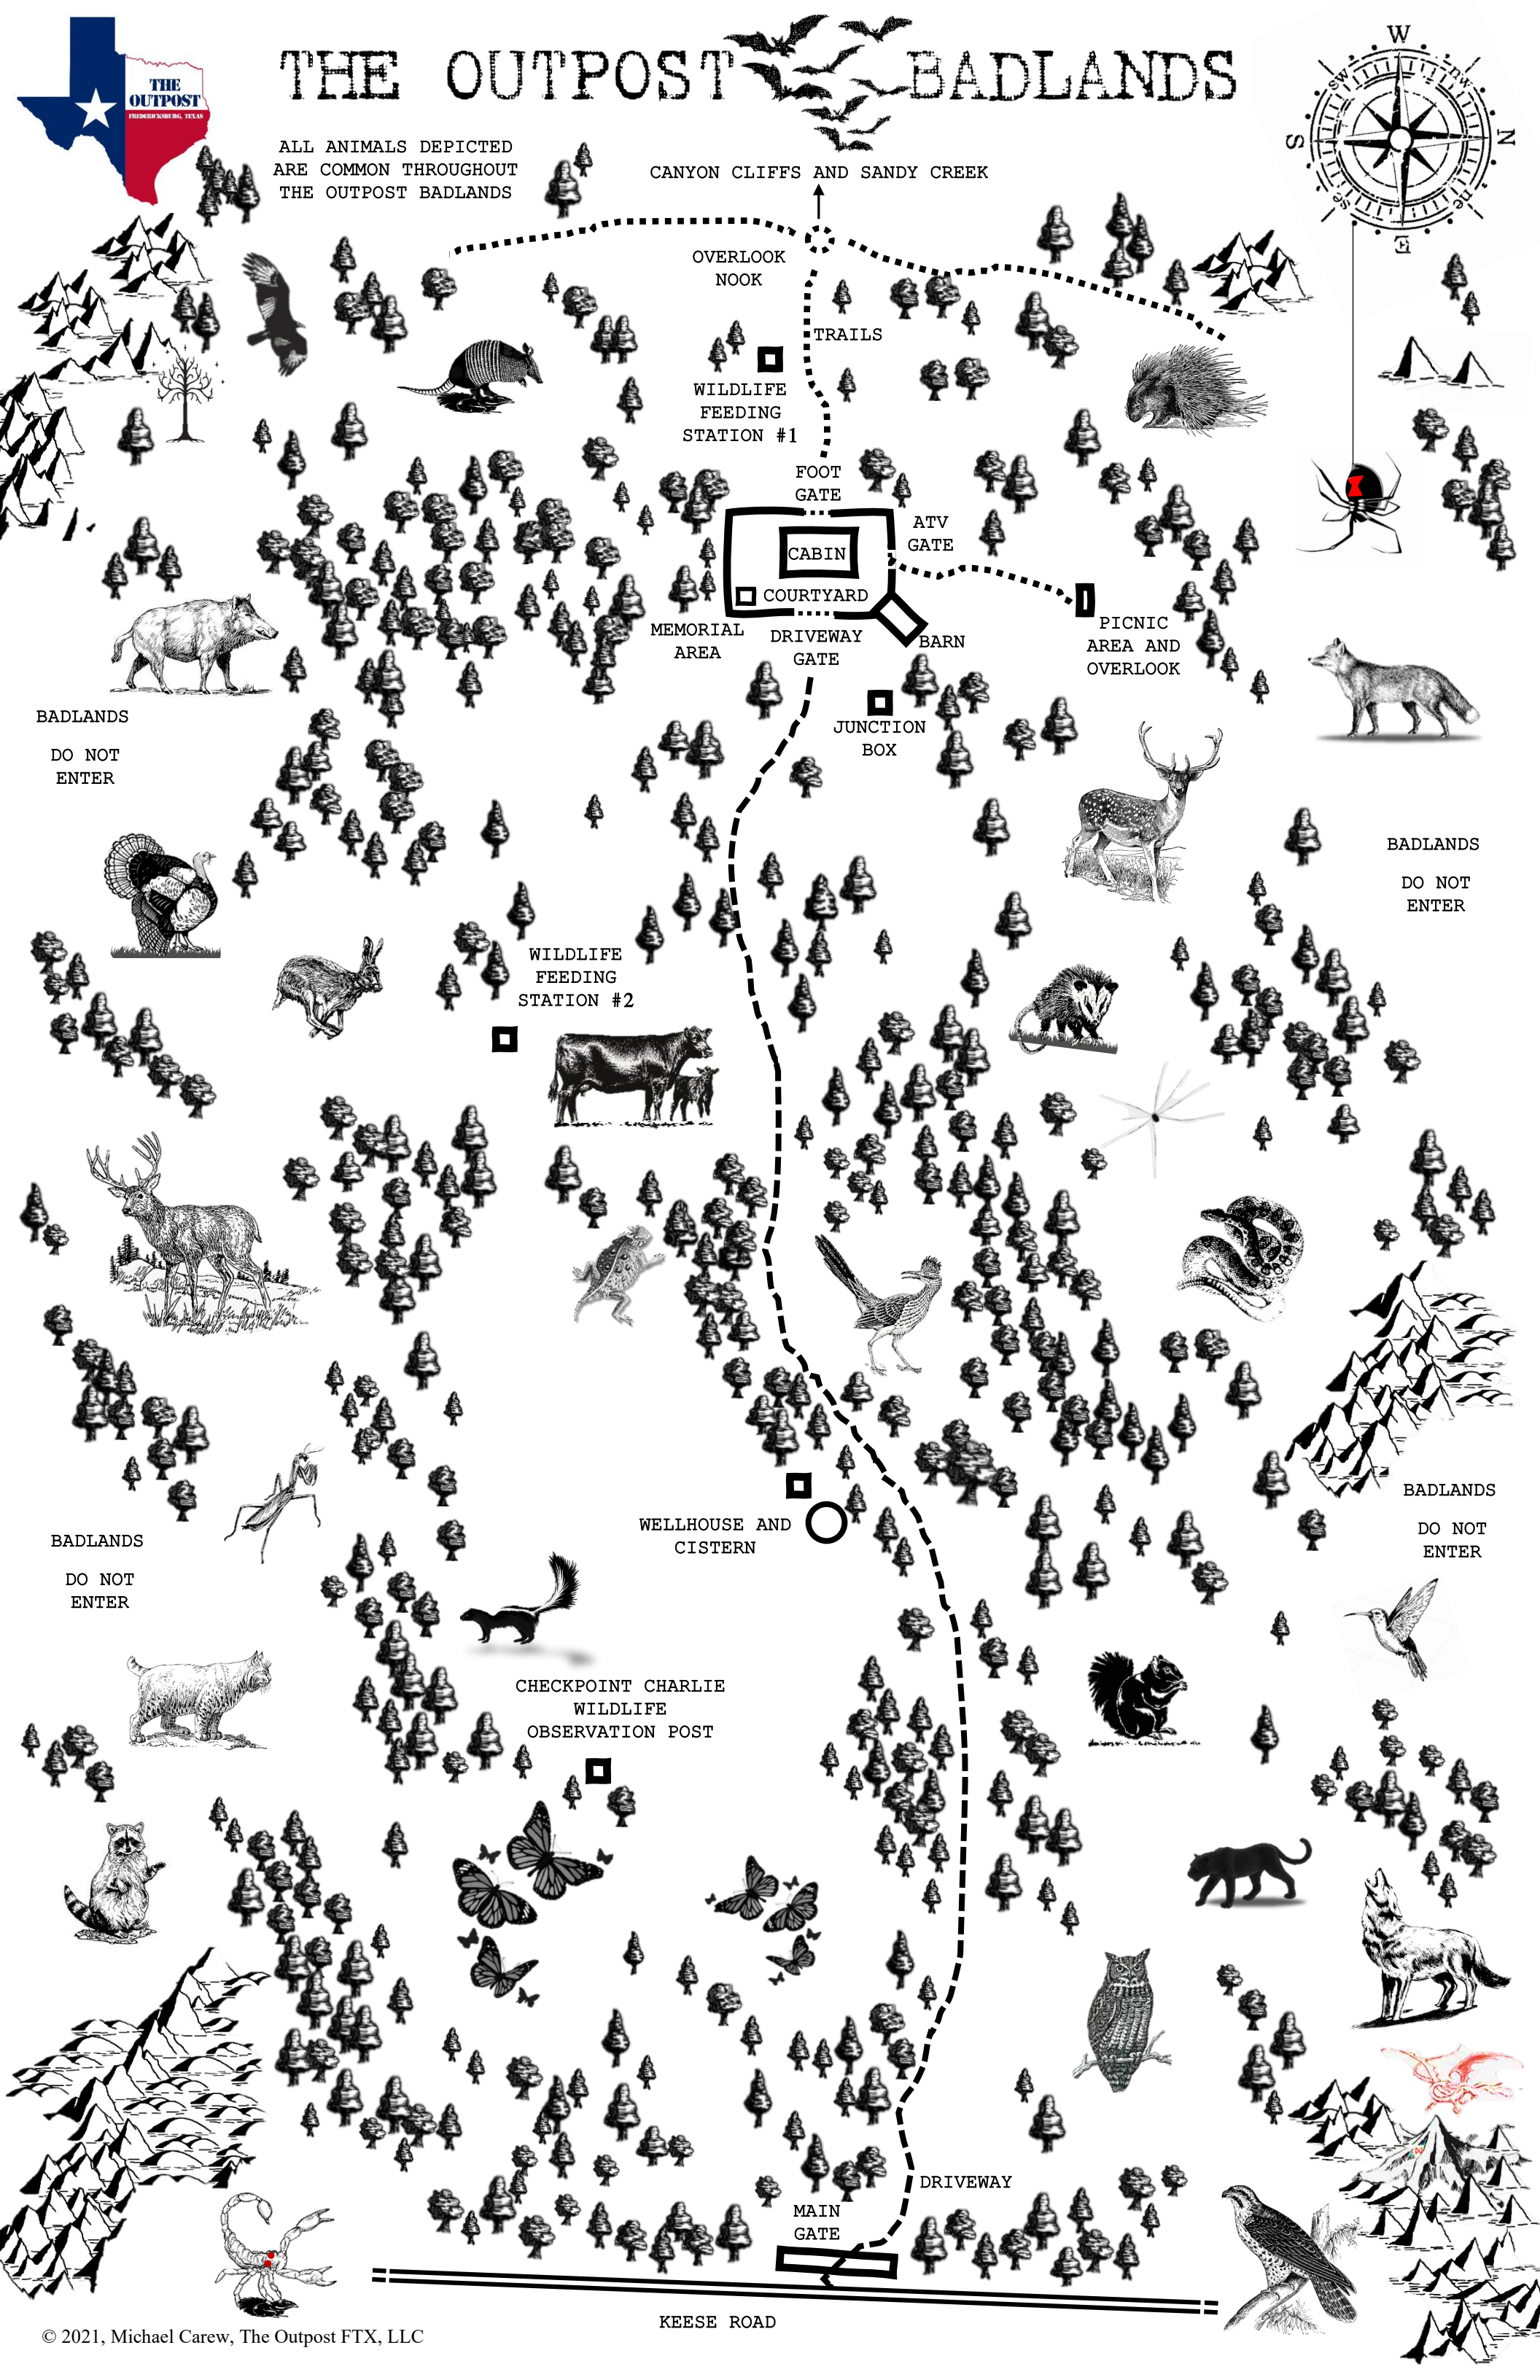 THE OUTPOST BADLANDS
THE
OUTPOST
FREDERICKSBURG, TEXAS
W
nw
N
ne
E
se
S
sw
ALL ANIMALS DEPICTED
ARE COMMON THROUGHOUT
THE OUTPOST BADLANDS
CANYON CLIFFS AND SANDY CREEK
OVERLOOK
NOOK
TRAILS
WILDLIFE
FEEDING
STATION #1
FOOT
GATE
ATV
GATE
CABIN
COURTYARD
MEMORIAL
AREA
DRIVEWAY
GATE
BARN
PICNIC
AREA AND
OVERLOOK
JUNCTION
BOX
BADLANDS
DO NOT
ENTER
BADLANDS
DO NOT
ENTER
WILDLIFE
FEEDING
STATION #2
WELLHOUSE AND
CISTERN
BADLANDS
DO NOT
ENTER
BADLANDS
DO NOT
ENTER
CHECKPOINT CHARLIE
WILDLIFE
OBSERVATION POST
DRIVEWAY
MAIN
GATE
KEESE ROAD
© 2021, Michael Carew, The Outpost FTX, LLC